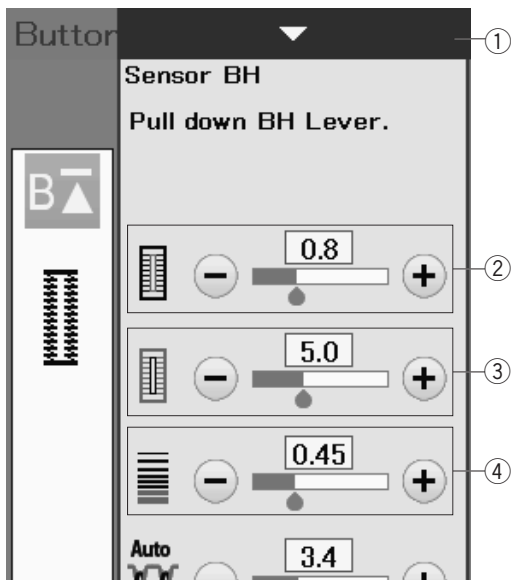 Button
①
Sensor BH
Pull down BH Lever.
B
0.8
②
5.0
③
0.45
④
Auto
3.4